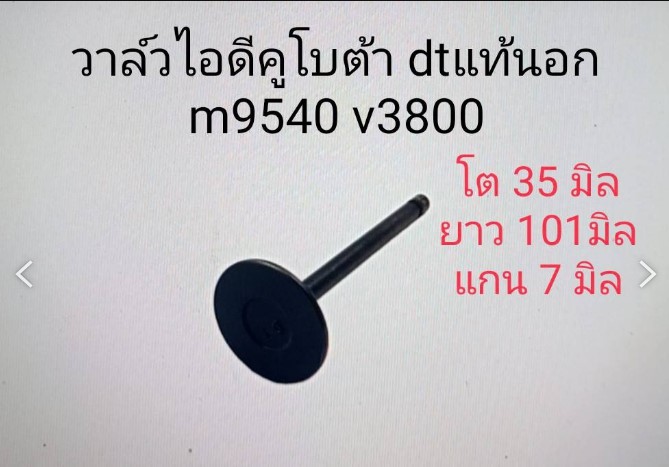 วาล์วไอดีคูโบต้า dtแท้นอก
m9540 v3800
โต 35 มิล
ยาว 101มิล
แกน 7 มิล